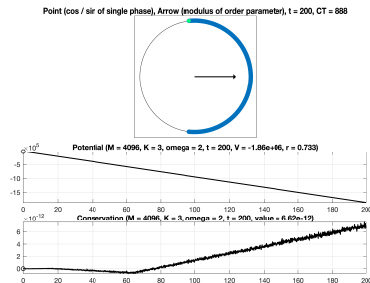 Point (cos / sir of single phase), Arrow (modulus of order parameter), t = 200, CT = 888
Potential (M = 4096, K = 3, omega = 2, t = 200, V = -1.86e+06, r = 0.733)
×10^5
-5
-10
-15
0 20 40 60 80 100 120 140 160 180 200
Conservation (M = 4096, K = 3, omega = 2, t = 200, value = 6.62e-12)
×10^-12
6
4
2
0
0 20 40 60 80 100 120 140 160 180 200